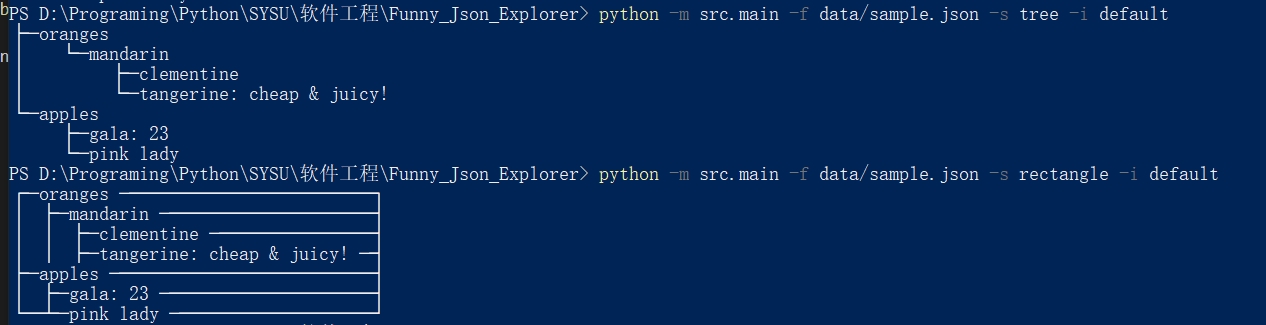 PS D:\Programing\Python\SYSU\软件工程\Funny_Json_Explorer> python -m src.main -f data/sample.json -s tree -i default
├─oranges
│    └─mandarin
│         ├─clementine
│         └─tangerine: cheap & juicy!
└─apples
     ├─gala: 23
     └─pink lady
PS D:\Programing\Python\SYSU\软件工程\Funny_Json_Explorer> python -m src.main -f data/sample.json -s rectangle -i default
┌─oranges ──────────────────────────┐
│  ├─mandarin ──────────────────────┤
│  │  ├─clementine ─────────────────┤
│  │  ├─tangerine: cheap & juicy! ──┤
├─apples ───────────────────────────┤
│  ├─gala: 23 ──────────────────────┤
└──┴─pink lady ─────────────────────┘